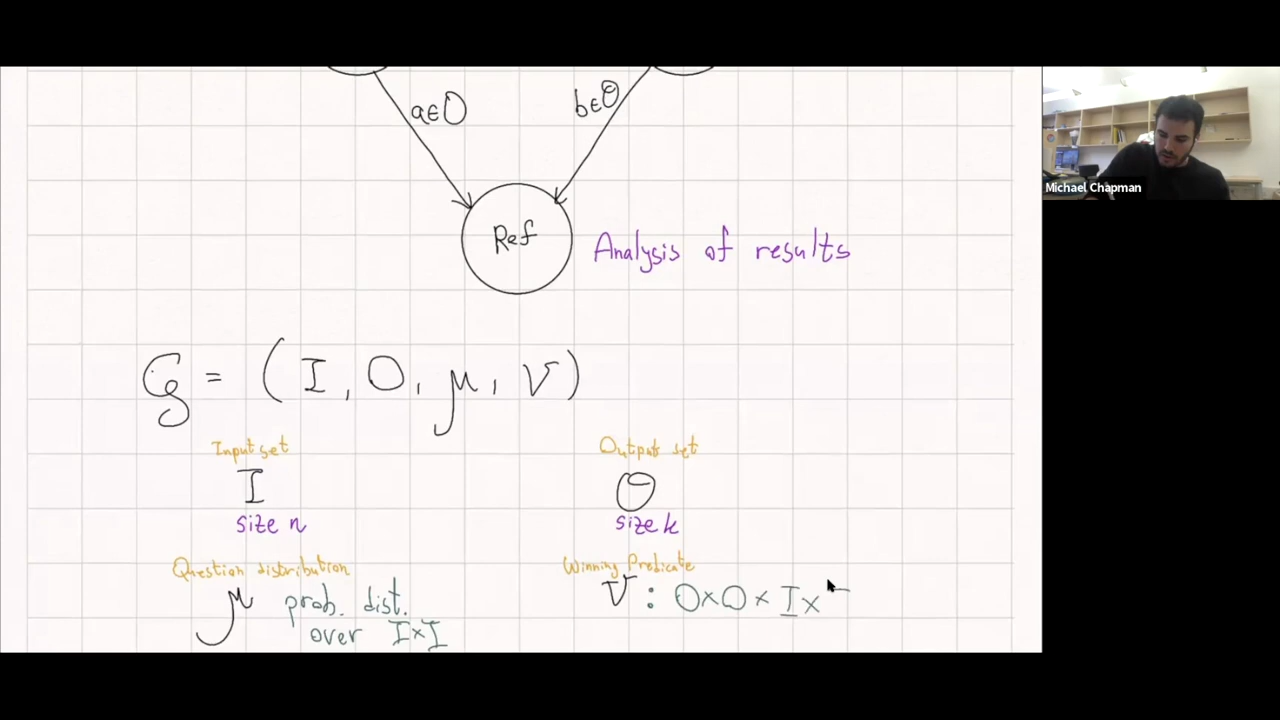 a∈O
b∈O
Michael Chapman
Ref
Analysis of results
G = ( I, O, μ, V )
Input set
Outputs set
I
O
size n
size k
Question distribution
Winning Predicate
μ prob. dist.
over I×I
V : O×O×I×